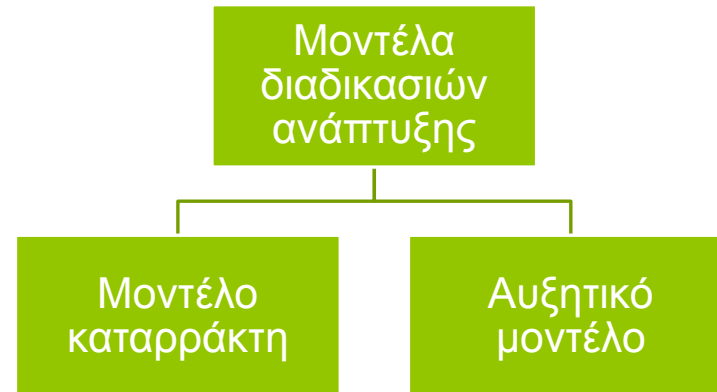 Μοντέλα
διαδικασιών
ανάπτυξης
Μοντέλο
καταρράκτη
Αυξητικό
μοντέλο